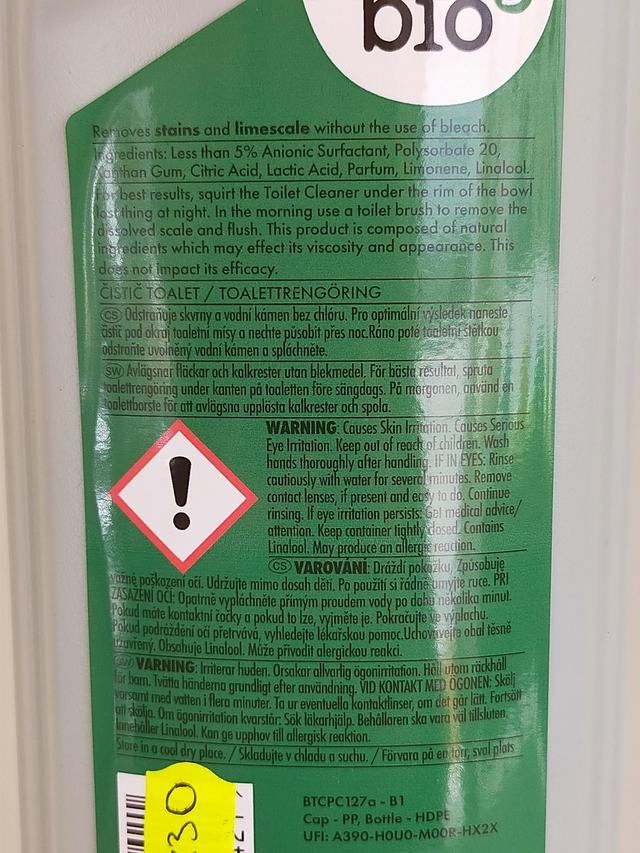 bio
Removes stains and limescale without the use of bleach.
Ingredients: Less than 5% Anionic Surfactant, Polysorbate 20,
Xanthan Gum, Citric Acid, Lactic Acid, Parfum, Limonene, Linalool.
For best results, squirt the Toilet Cleaner under the rim of the bowl
last thing at night. In the morning use a toilet brush to remove the
dissolved scale and flush. This product is composed of natural
ingredients which may effect its viscosity and appearance. This
does not impact its efficacy.
ČISTIČ TOALET / TOALETTRENGÖRING
CS Odstraňuje skvrny a vodní kámen bez chlóru. Pro optimální výsledek naneste
čistič pod okraj toaletní mísy a nechte působit přes noc.Ráno poté toaletní štětkou
odstraňte uvolněný vodní kámen a spláchněte.
SW Avlägsnar fläckar och kalkrester utan blekmedel. För bästa resultat, spruta
toalettrengöring under kanten på toaletten före sängdags. På morgonen, använd en
toalettborste för att avlägsna upplösta kalkrester och spola.
WARNING: Causes Skin Irritation. Causes Serious
Eye Irritation. Keep out of reach of children. Wash
hands thoroughly after handling. IF IN EYES: Rinse
cautiously with water for several minutes. Remove
contact lenses, if present and easy to do. Continue
rinsing. If eye irritation persists: Get medical advice/
attention. Keep container tightly closed. Contains
Linalool. May produce an allergic reaction.
CS VAROVÁNÍ: Dráždí pokožku. Způsobuje
vážné poškození očí. Udržujte mimo dosah dětí. Po použití si řádně umyjte ruce. PŘI
ZASAŽENÍ OČÍ: Opatrně vypláchněte přímým proudem vody po dobu několika minut.
Pokud máte kontaktní čočky a pokud to lze, vyjměte je. Pokračujte ve výplachu.
Pokud podráždění očí přetrvává, vyhledejte lékařskou pomoc.Uchovávejte obal těsně
uzavřený. Obsahuje Linalool. Může přivodit alergickou reakci.
SW VARNING: Irriterar huden. Orsakar allvarlig ögonirritation. Håll utom räckhåll
för barn. Tvätta händerna grundligt efter användning. VID KONTAKT MED ÖGONEN: Skölj
varsamt med vatten i flera minuter. Ta ur eventuella kontaktlinser, om det går lätt. Fortsätt
att skölja. Om ögonirritation kvarstår: Sök läkarhjälp. Behållaren ska vara väl tillsluten.
Innehåller Linalool. Kan ge upphov till allergisk reaktion.
Store in a cool dry place. / Skladujte v chladu a suchu. / Förvara på en torr, sval plats
30
BTCPC127a - B1
Cap - PP, Bottle - HDPE
UFI: A390-H0U0-M00R-HX2X